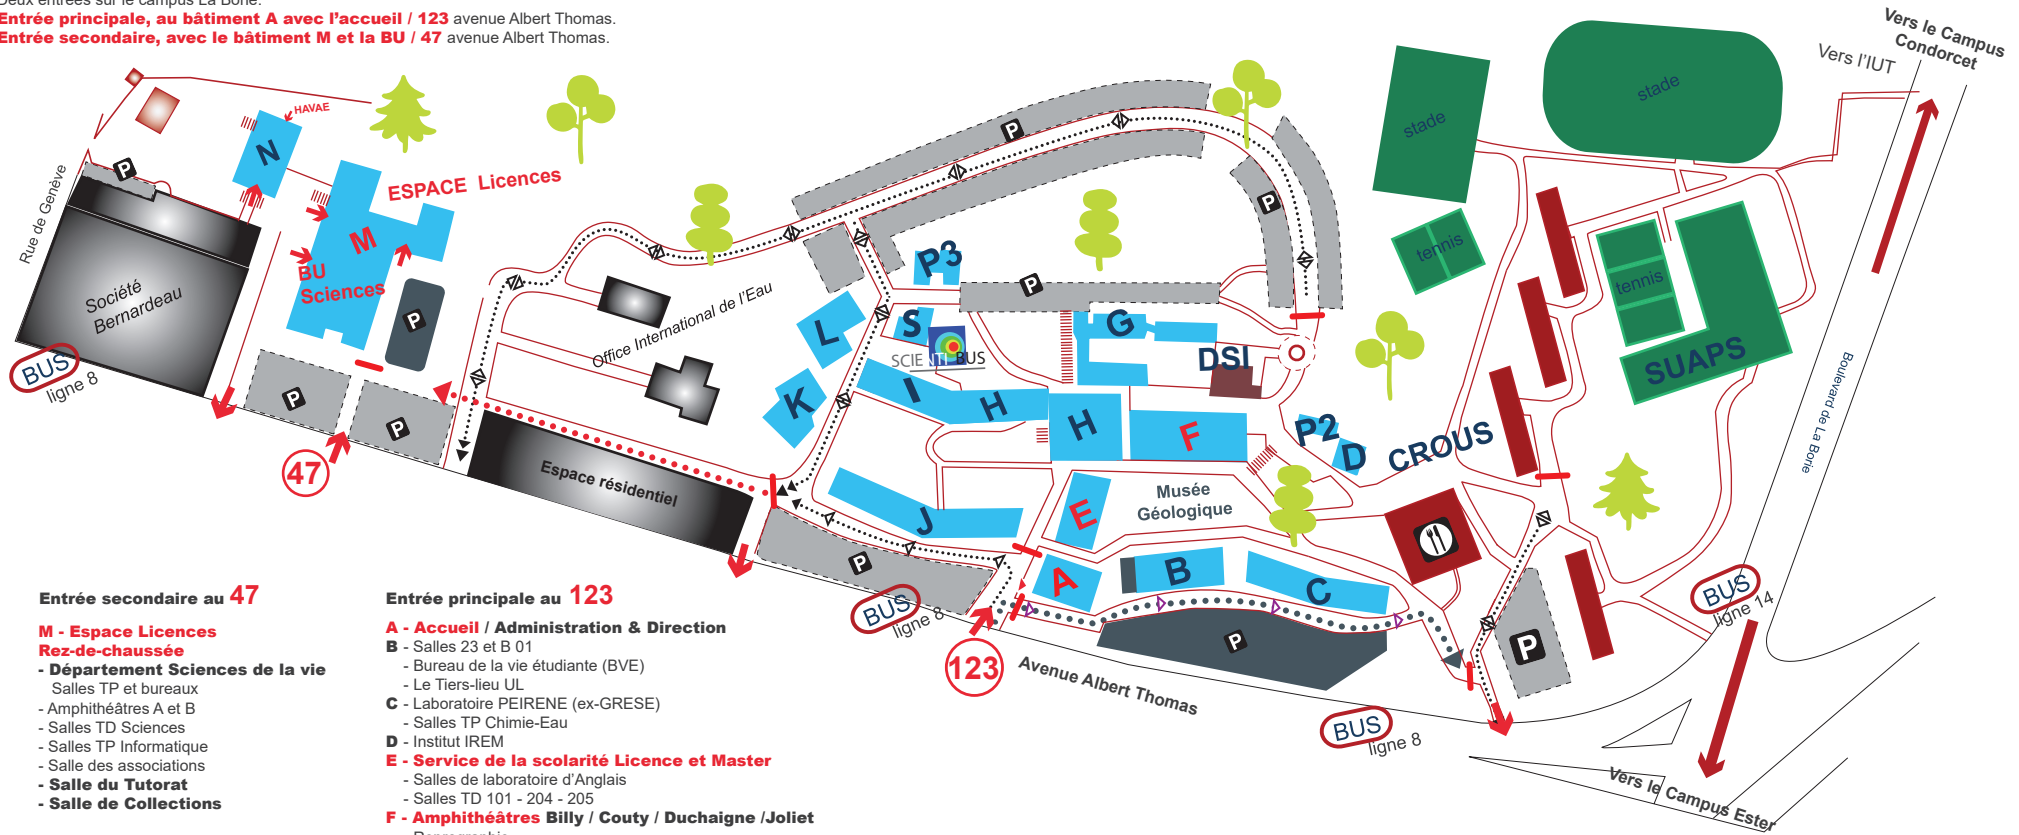 Deux entrées sur le campus La Borie:
Entrée principale, au bâtiment A avec l'accueil / 123 avenue Albert Thomas.
Entrée secondaire, avec le bâtiment M et la BU / 47 avenue Albert Thomas.
Vers le Campus
Condorcet
Vers l'IUT
stade
stade
HAVAE
N
P
Rue de Genève
ESPACE Licences
M
BU
Sciences
P
Société
Bernardeau
BUS
ligne 8
P
P
47
Office International de l'Eau
Espace résidentiel
P
P
P
P3
L
S
SCIENTIBUS
G
DSI
K
I
H
H
F
P2
D
CROUS
tennis
tennis
SUAPS
Boulevard de La Borie
J
E
Musée
Géologique
A
B
C
P
BUS
ligne 8
123
P
P
Avenue Albert Thomas
BUS
ligne 8
BUS
ligne 14
Vers le Campus Ester
Entrée secondaire au 47
M - Espace Licences
Rez-de-chaussée
- Département Sciences de la vie
Salles TP et bureaux
- Amphithéâtres A et B
- Salles TD Sciences
- Salles TP Informatique
- Salle des associations
- Salle du Tutorat
- Salle de Collections
Entrée principale au 123
A - Accueil / Administration & Direction
B - Salles 23 et B 01
- Bureau de la vie étudiante (BVE)
- Le Tiers-lieu UL
C - Laboratoire PEIRENE (ex-GRESE)
- Salles TP Chimie-Eau
D - Institut IREM
E - Service de la scolarité Licence et Master
- Salles de laboratoire d'Anglais
- Salles TD 101 - 204 - 205
F - Amphithéâtres Billy / Couty / Duchaigne /Joliet